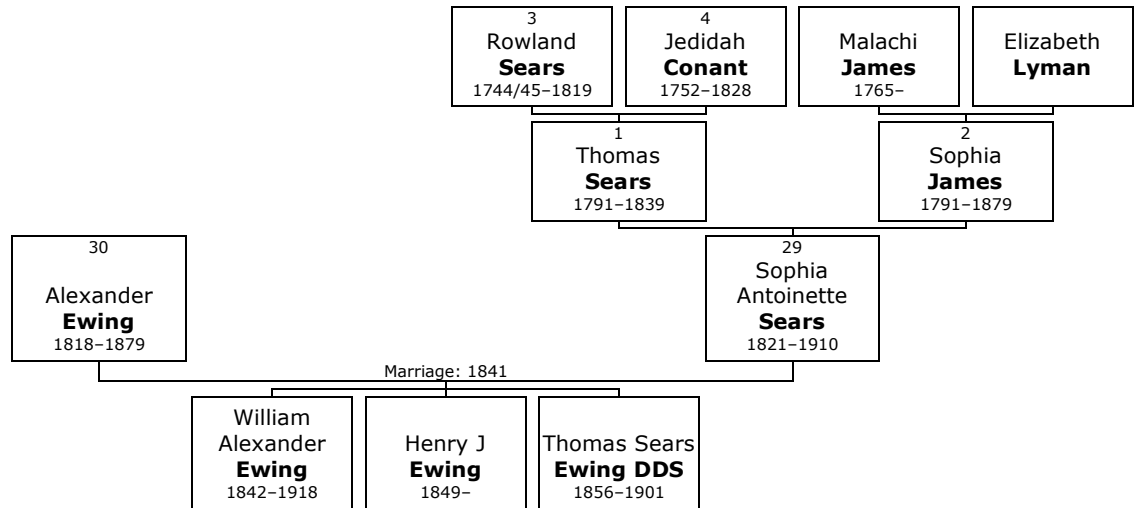 3
Rowland
Sears
1744/45–1819
4
Jedidah
Conant
1752–1828
Malachi
James
1765–
Elizabeth
Lyman
1
Thomas
Sears
1791–1839
2
Sophia
James
1791–1879
30
Alexander
Ewing
1818–1879
29
Sophia
Antoinette
Sears
1821–1910
Marriage: 1841
William
Alexander
Ewing
1842–1918
Henry J
Ewing
1849–
Thomas Sears
Ewing DDS
1856–1901